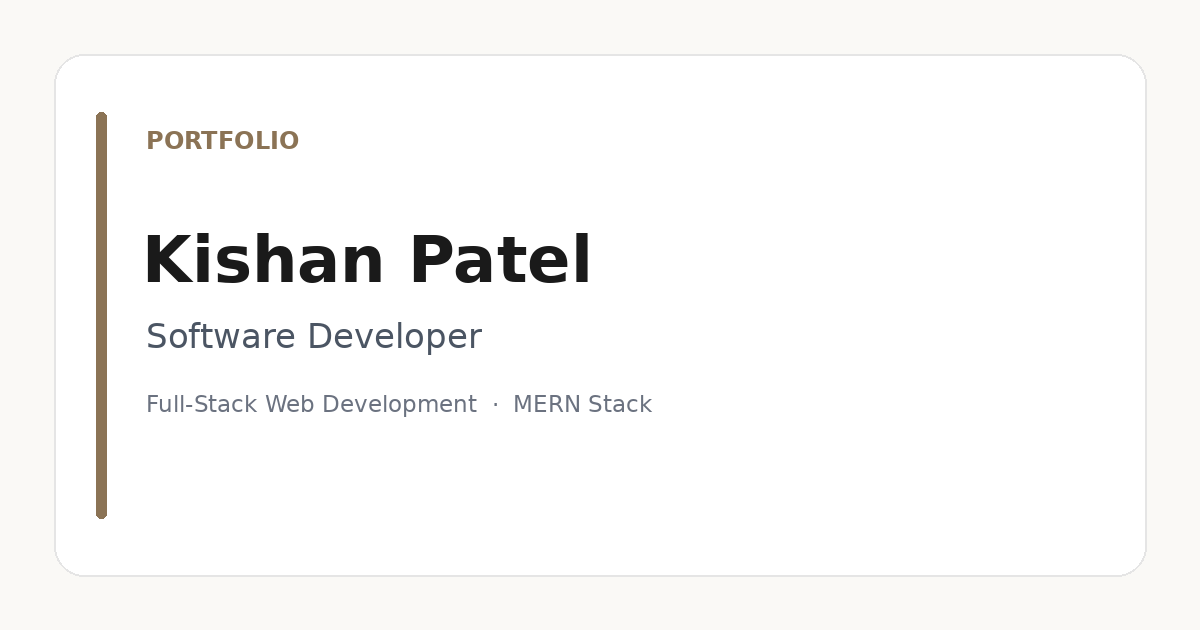 PORTFOLIO
Kishan Patel
Software Developer
Full-Stack Web Development · MERN Stack